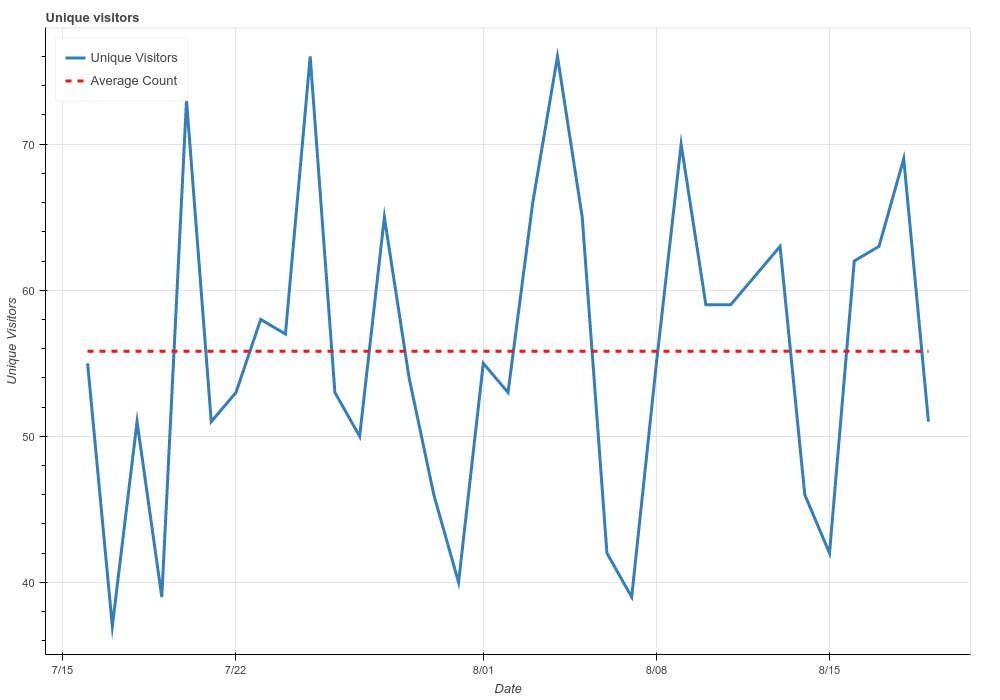 Unique visitors
Unique Visitors
Average Count
70
60
50
40
Unique Visitors
7/15
7/22
8/01
8/08
8/15
Date